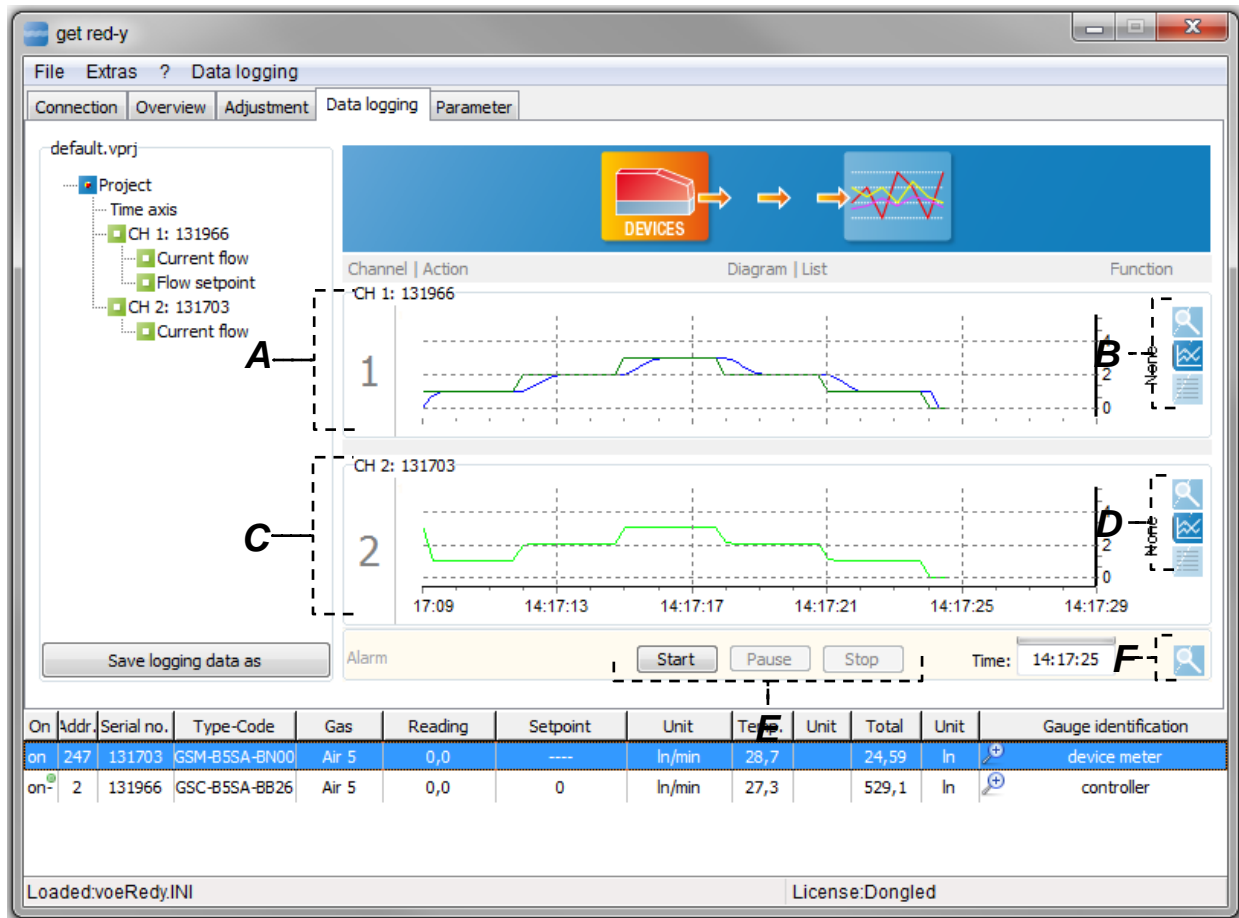 get red-y
File Extras ? Data logging
Connection Overview Adjustment Data logging Parameter
default.vprj
Project
Time axis
CH 1: 131966
Current flow
Flow setpoint
CH 2: 131703
Current flow
Save logging data as
DEVICES
Channel | Action Diagram | List Function
CH 1: 131966
A
1
4
2
0
None
B
CH 2: 131703
C
2
4
2
0
None
D
17:09 14:17:13 14:17:17 14:17:21 14:17:25 14:17:29
Alarm Start Pause Stop Time: 14:17:25 F
E
On Addr. Serial no. Type-Code Gas Reading Setpoint Unit Temp. Unit Total Unit Gauge identification
on 247 131703 GSM-B5SA-BN00 Air 5 0,0 ---- ln/min 28,7 24,59 ln device meter
on- 2 131966 GSC-B5SA-BB26 Air 5 0,0 0 ln/min 27,3 529,1 ln controller
Loaded:voeRedy.INI License:Dongled